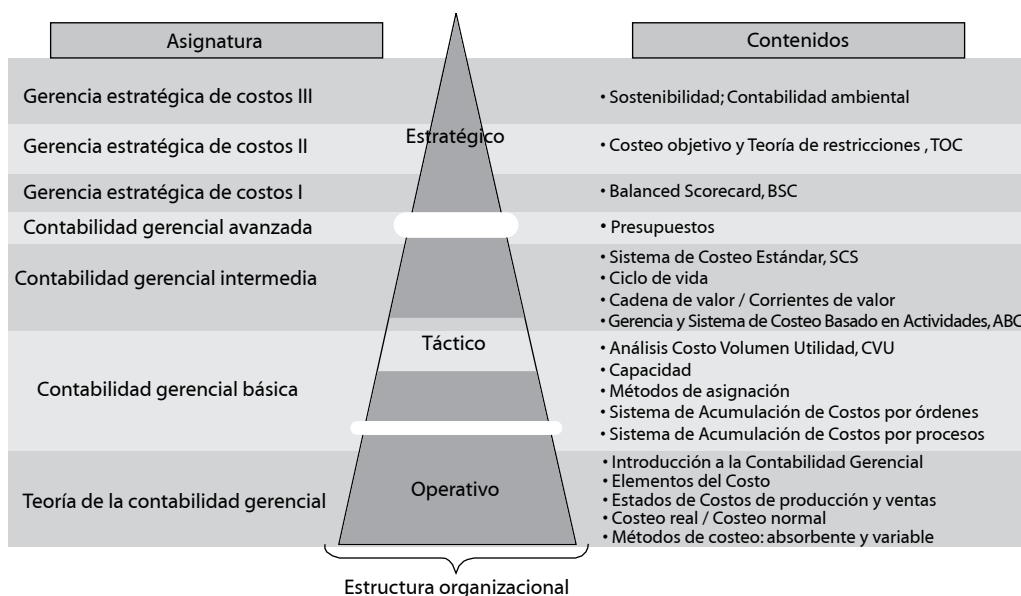 Asignatura
Contenidos
Gerencia estratégica de costos III
• Sostenibilidad; Contabilidad ambiental
Estratégico
Gerencia estratégica de costos II
• Costeo objetivo y Teoría de restricciones , TOC
Gerencia estratégica de costos I
• Balanced Scorecard, BSC
Contabilidad gerencial avanzada
• Presupuestos
Contabilidad gerencial intermedia
• Sistema de Costeo Estándar, SCS
• Ciclo de vida
• Cadena de valor / Corrientes de valor
• Gerencia y Sistema de Costeo Basado en Actividades, ABC
Táctico
Contabilidad gerencial básica
• Análisis Costo Volumen Utilidad, CVU
• Capacidad
• Métodos de asignación
• Sistema de Acumulación de Costos por órdenes
• Sistema de Acumulación de Costos por procesos
Teoría de la contabilidad gerencial
Operativo
• Introducción a la Contabilidad Gerencial
• Elementos del Costo
• Estados de Costos de producción y ventas
• Costeo real / Costeo normal
• Métodos de costeo: absorbente y variable
Estructura organizacional